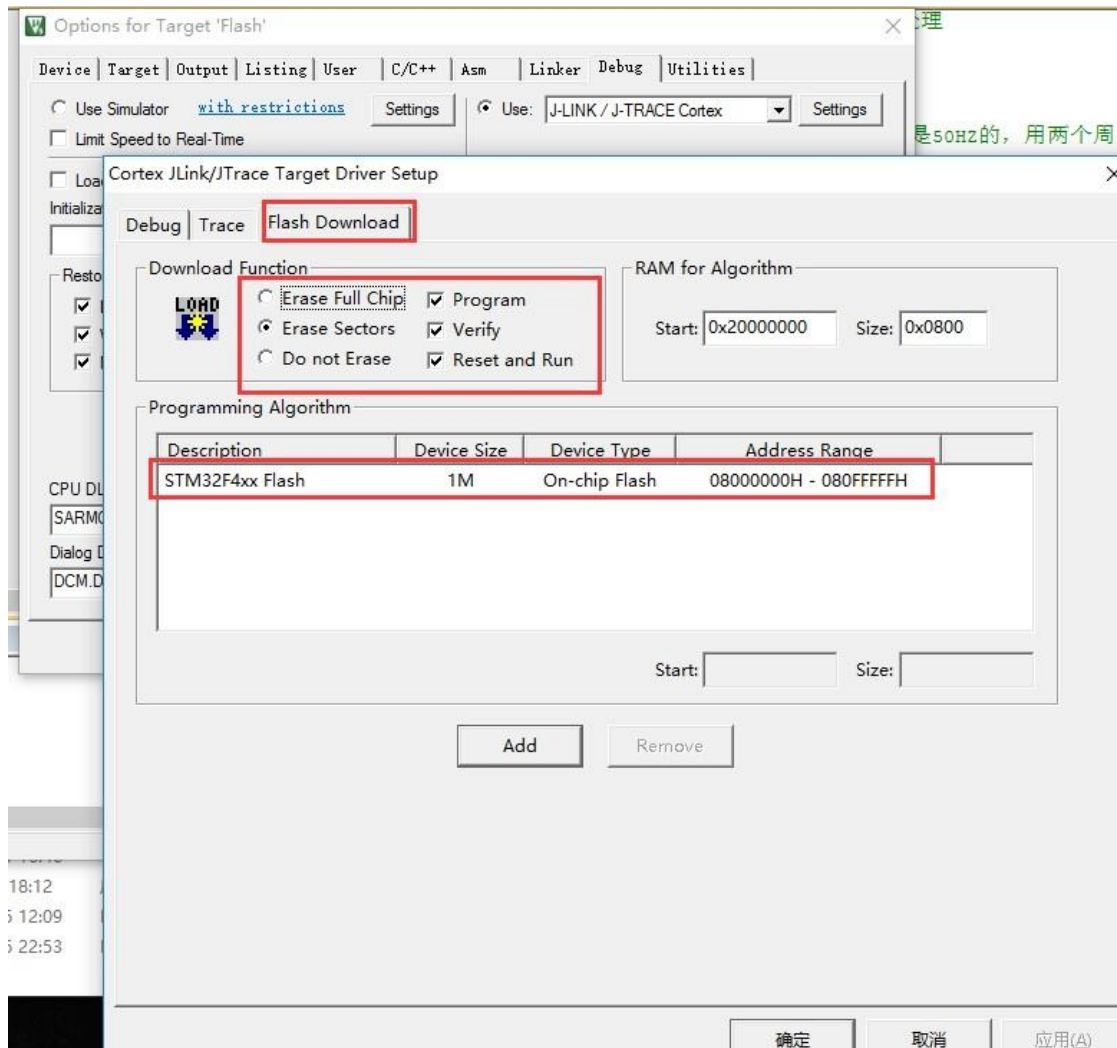 Options for Target 'Flash'
处理
Device Target Output Listing User C/C++ Asm Linker Debug Utilities
Use Simulator with restrictions Settings Use: J-LINK / J-TRACE Cortex Settings
Limit Speed to Real-Time
是50HZ的，用两个周
Cortex JLink/JTrace Target Driver Setup
Debug Trace Flash Download
Download Function
RAM for Algorithm
LOAD
Erase Full Chip Program
Erase Sectors Verify
Do not Erase Reset and Run
Start: 0x20000000 Size: 0x0800
Programming Algorithm
Description Device Size Device Type Address Range
STM32F4xx Flash 1M On-chip Flash 08000000H - 080FFFFFH
CPU DL
SARMC
Dialog D
DCM.D
Start: Size:
Add Remove
18:12
12:09
22:53
确定 取消 应用(A)